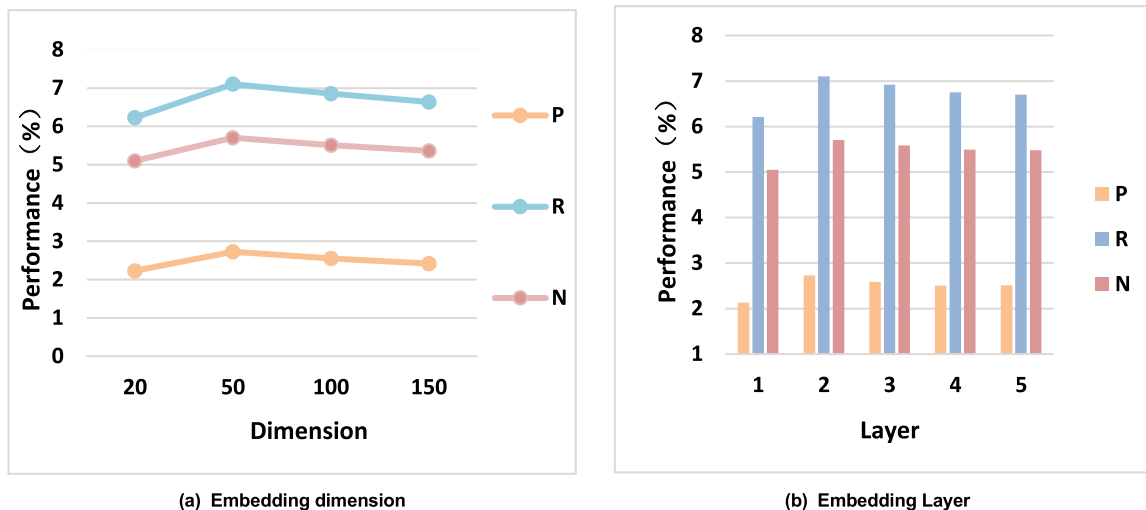 8
7
6
5
4
3
2
1
0
Performance（%）
20 50 100 150
Dimension
P
R
N
(a) Embedding dimension
8
7
6
5
4
3
2
1
Performance（%）
1 2 3 4 5
Layer
P
R
N
(b) Embedding Layer